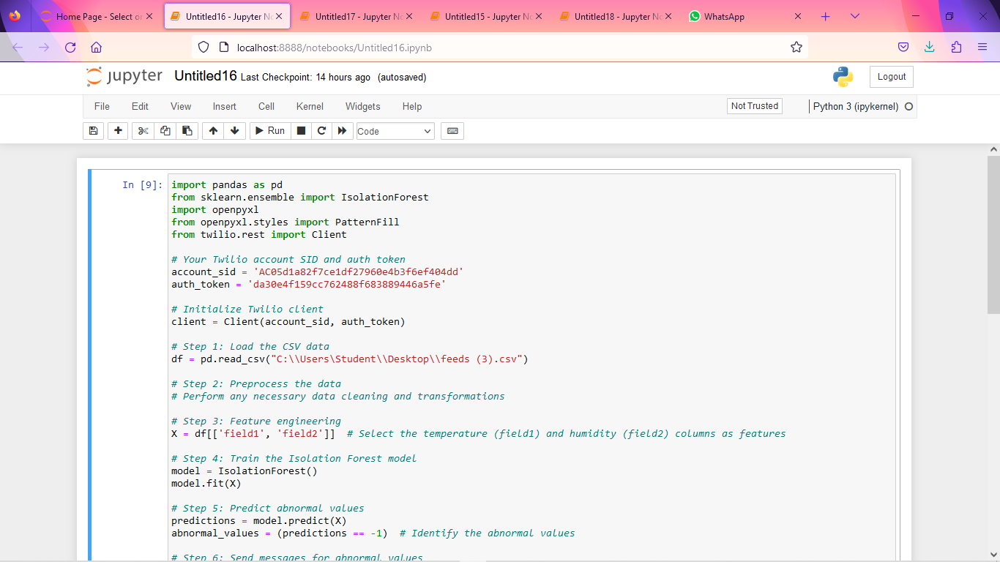 Home Page - Select or
Untitled16 - Jupyter No
Untitled17 - Jupyter No
Untitled15 - Jupyter No
Untitled18 - Jupyter No
WhatsApp
localhost:8888/notebooks/Untitled16.ipynb
jupyter Untitled16 Last Checkpoint: 14 hours ago (autosaved)
Logout
File Edit View Insert Cell Kernel Widgets Help
Not Trusted
Python 3 (ipykernel)
Run
Code
In [9]:
import pandas as pd
from sklearn.ensemble import IsolationForest
import openpyxl
from openpyxl.styles import PatternFill
from twilio.rest import Client
# Your Twilio account SID and auth token
account_sid = 'AC05d1a82f7ce1df27960e4b3f6ef404dd'
auth_token = 'da30e4f159cc762488f683889446a5fe'
# Initialize Twilio client
client = Client(account_sid, auth_token)
# Step 1: Load the CSV data
df = pd.read_csv("C:\\Users\Student\\Desktop\\feeds (3).csv")
# Step 2: Preprocess the data
# Perform any necessary data cleaning and transformations
# Step 3: Feature engineering
X = df[['field1', 'field2']]  # Select the temperature (field1) and humidity (field2) columns as features
# Step 4: Train the Isolation Forest model
model = IsolationForest()
model.fit(X)
# Step 5: Predict abnormal values
predictions = model.predict(X)
abnormal_values = (predictions == -1)  # Identify the abnormal values
# Step 6: Send messages for abnormal values